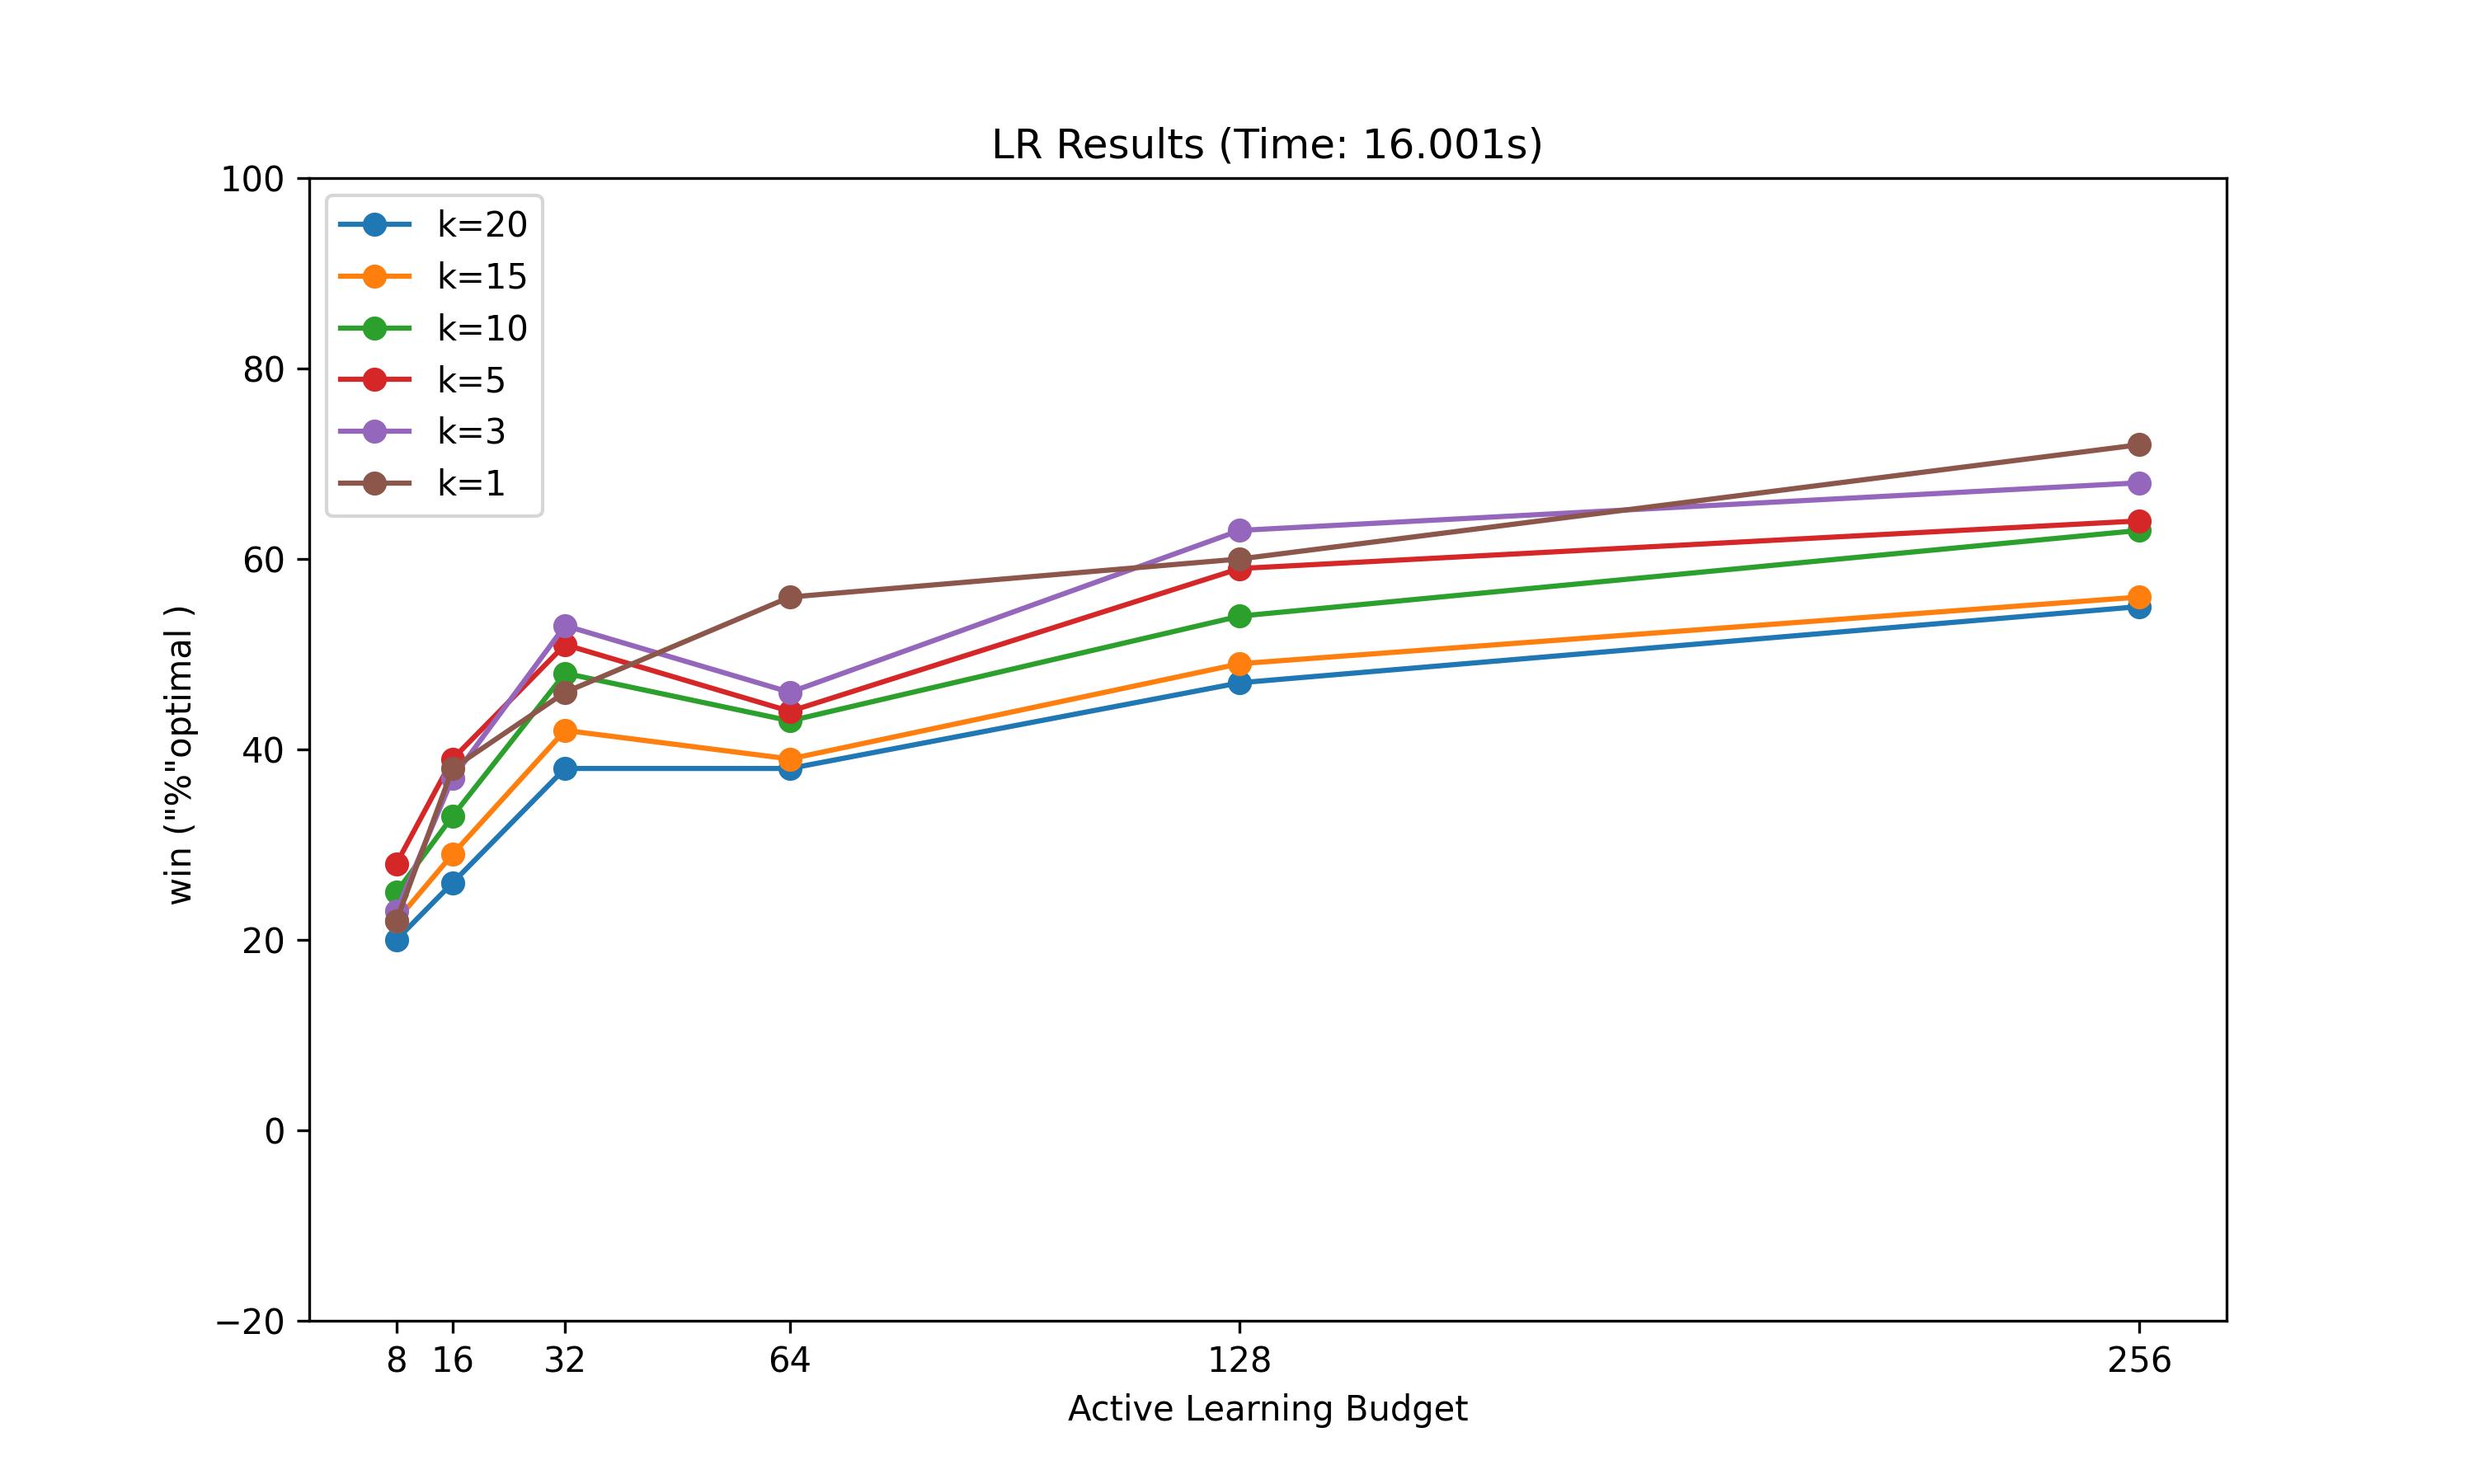 LR Results (Time: 16.001s)
100
80
60
40
20
0
−20
win ("%"optimal )
k=20
k=15
k=10
k=5
k=3
k=1
8 16 32 64 128 256
Active Learning Budget